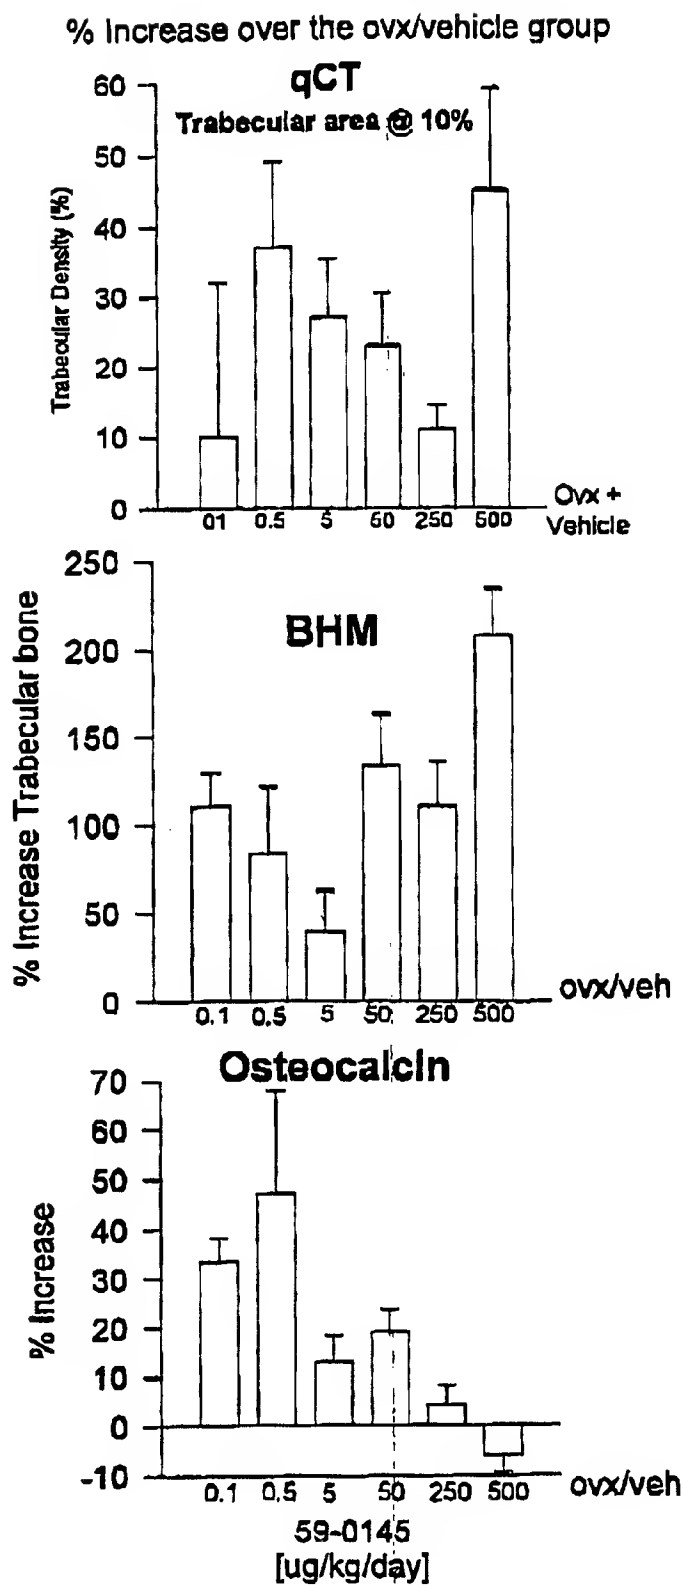 % Increase over the ovx/vehicle group
qCT
Trabecular area @ 10%
Trabecular Density (%)
60
50
40
30
20
10
0
01 0.5 5 60 250 500
Ovx +
Vehicle
BHM
% Increase Trabecular bone
250
200
150
100
50
0
0.1 0.5 5 50 250 500
ovx/veh
Osteocalcin
% Increase
70
60
50
40
30
20
10
0
-10
0.1 0.5 5 50 250 500
ovx/veh
59-0145
[ug/kg/day]